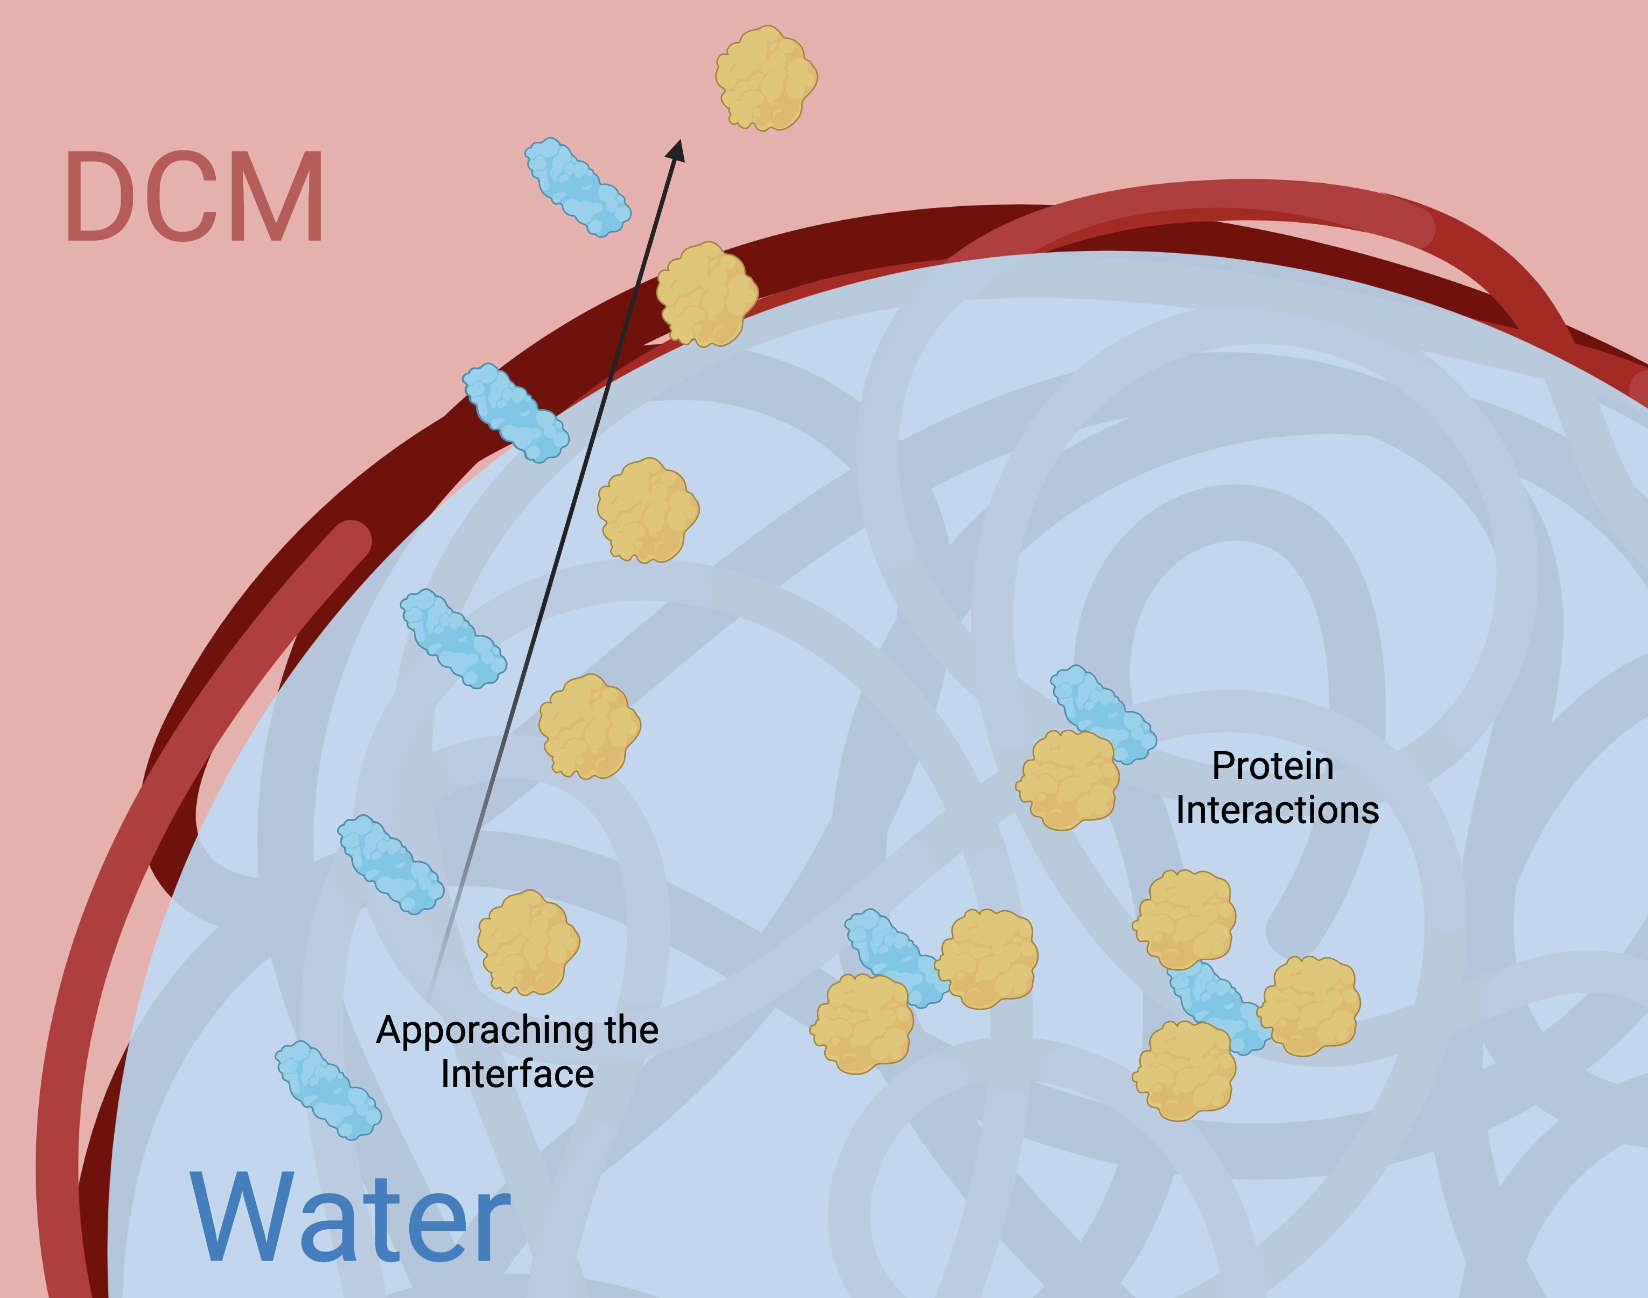 DCM
Protein
Interactions
Apporaching the
Interface
Water